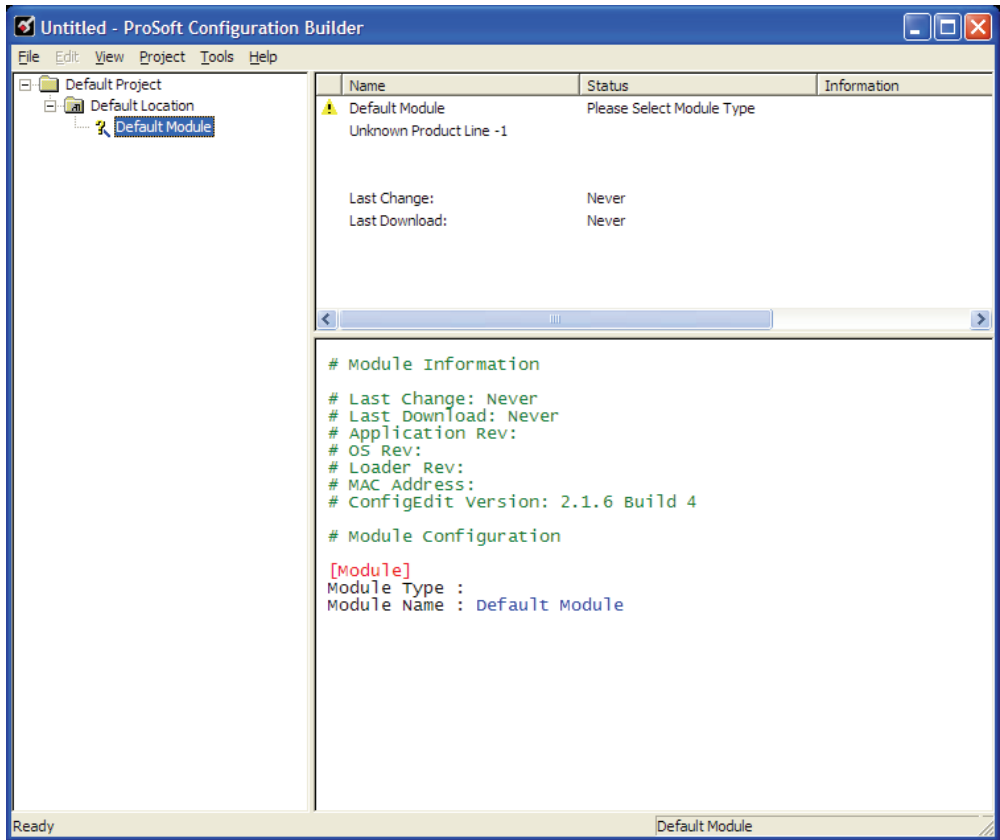 Untitled - ProSoft Configuration Builder
File Edit View Project Tools Help
Default Project
Default Location
Default Module
Name Status Information
Default Module Please Select Module Type
Unknown Product Line -1
Last Change: Never
Last Download: Never
# Module Information
# Last Change: Never
# Last Download: Never
# Application Rev:
# OS Rev:
# Loader Rev:
# MAC Address:
# ConfigEdit Version: 2.1.6 Build 4
# Module Configuration
[Module]
Module Type :
Module Name : Default Module
Ready Default Module